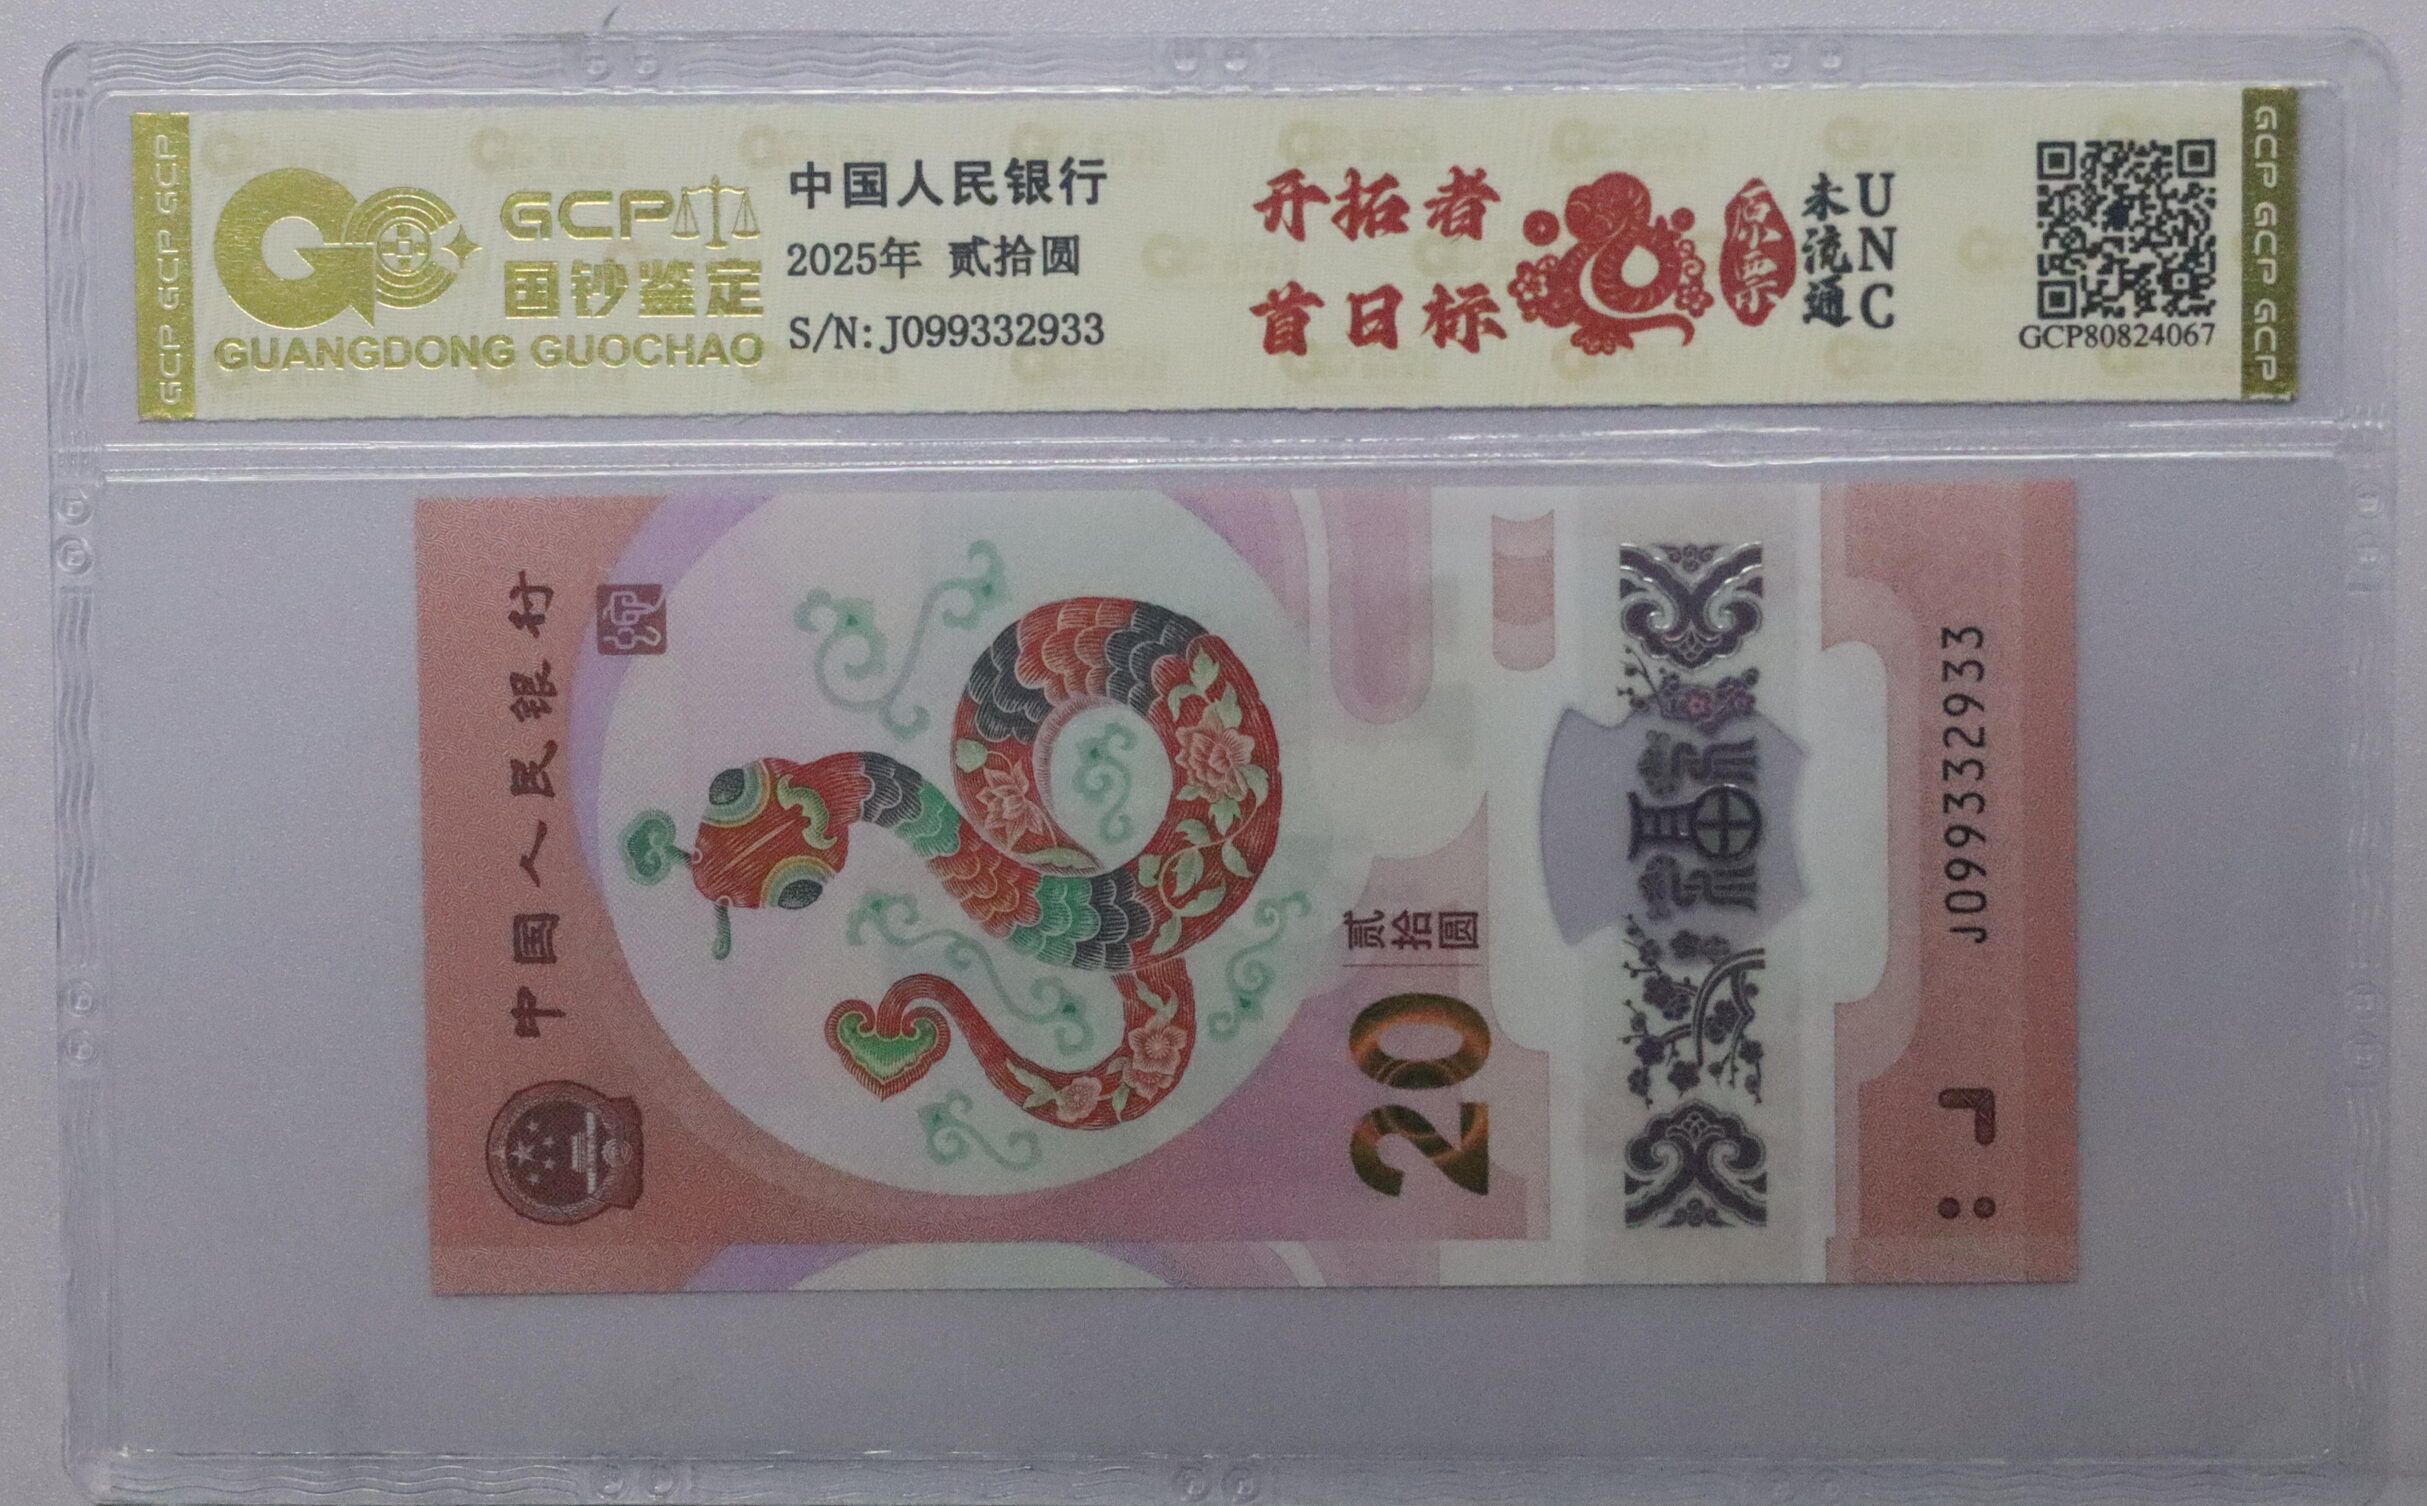 GCP GCP GCP
GCP
国钞鉴定
GUANGDONG GUOCHAO
中国人民银行
2025年 贰拾圆
S/N:J099332933
开拓者
首日标
原票
未流通
UNC
GCP80824067
GCP GCP GCP
中国人民银行
贰拾圆
20
福
J099332933